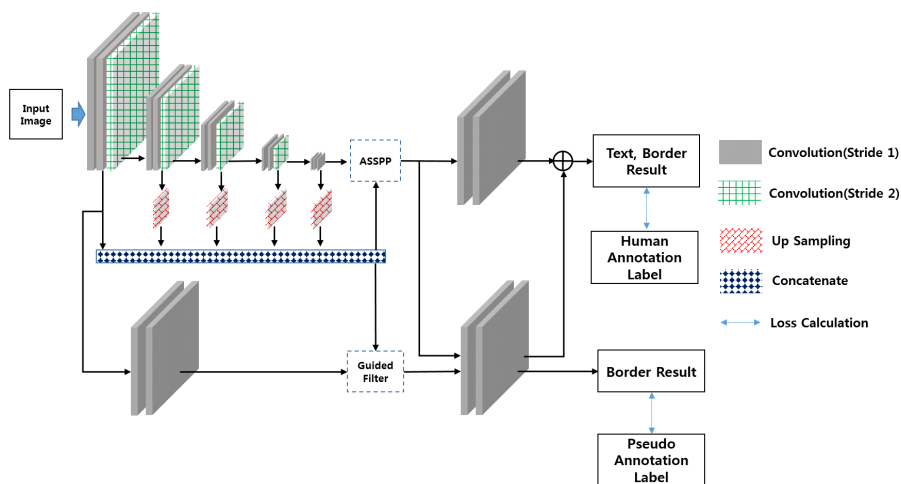 Input
Image
ASSPP
Text, Border
Result
Human
Annotation
Label
Guided
Filter
Border Result
Pseudo
Annotation
Label
Convolution(Stride 1)
Convolution(Stride 2)
Up Sampling
Concatenate
Loss Calculation